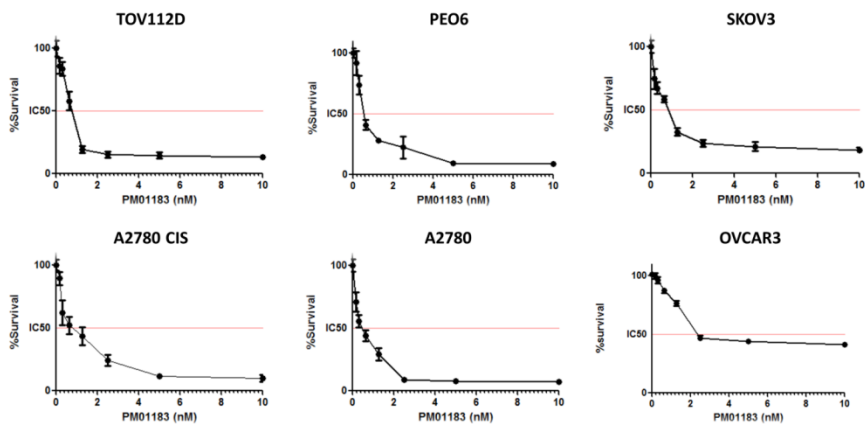 TOV112D
%Survival
100
IC50
0
0 2 4 6 8 10
PM01183 (nM)
PEO6
%Survival
100
IC50
0
0 2 4 6 8 10
PM01183 (nM)
SKOV3
%Survival
100
IC50
0
0 2 4 6 8 10
PM01183 (nM)
A2780 CIS
%Survival
100
IC50
0
0 2 4 6 8 10
PM01183 (nM)
A2780
%Survival
100
IC50
0
0 2 4 6 8 10
PM01183 (nM)
OVCAR3
%Survival
100
IC50
0
0 2 4 6 8 10
PM01183 (nM)